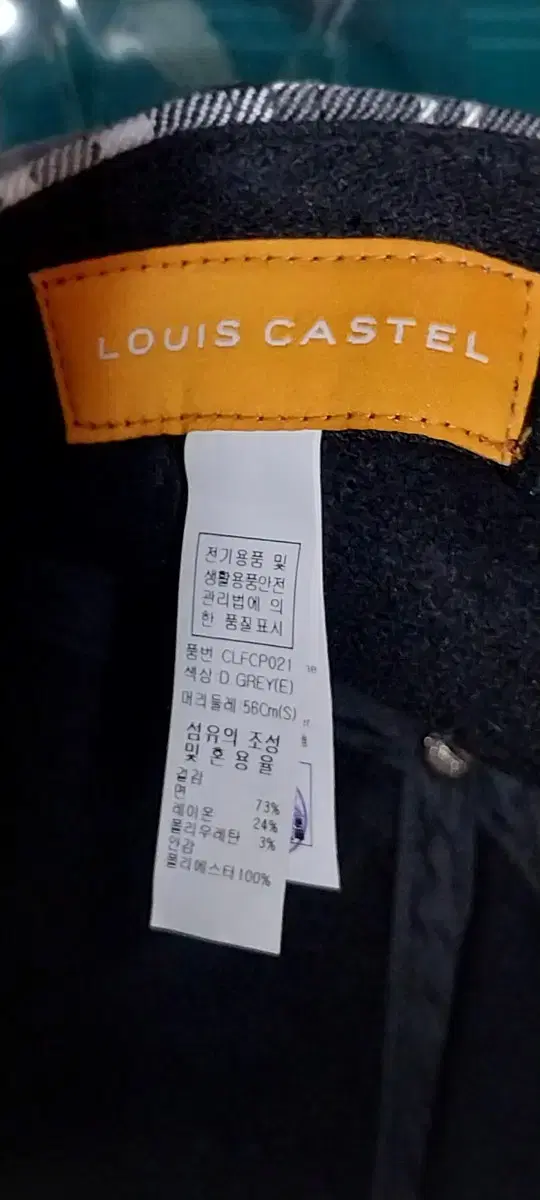 LOUIS CASTEL
전기용품 및
생활용품안전
관리법에 의
한 품질표시
품번 CLFCP021
색상 D.GREY(E)
머리둘레 56Cm(S)
섬유의 조성
및 혼용율
겉감
면 73%
레이온 24%
폴리우레탄 3%
안감
폴리에스터100%